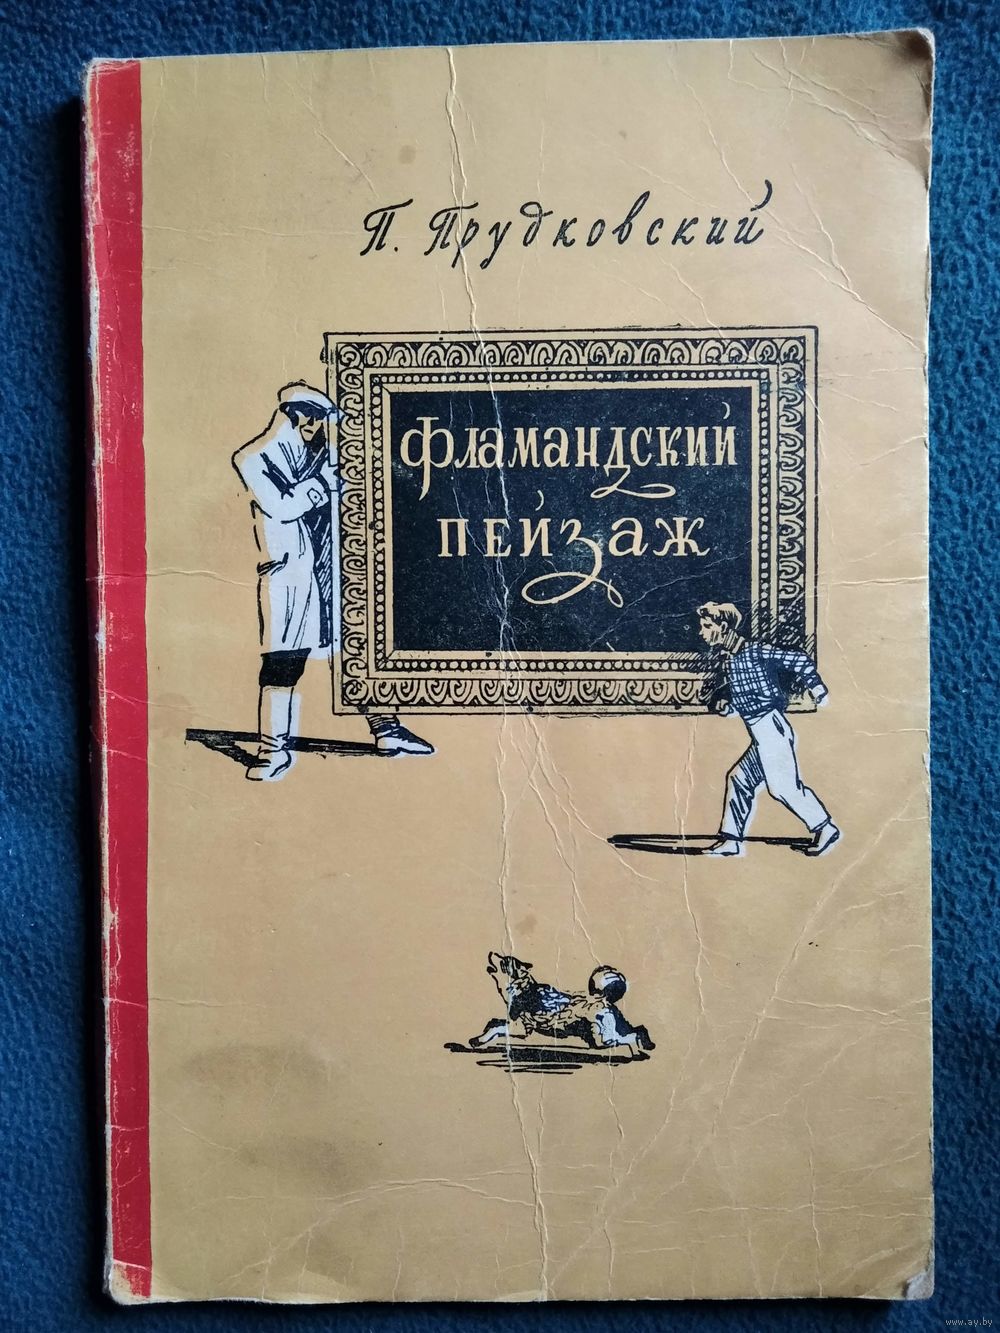 П. Прудковский
Фламандский
пейзаж
www.ay.by